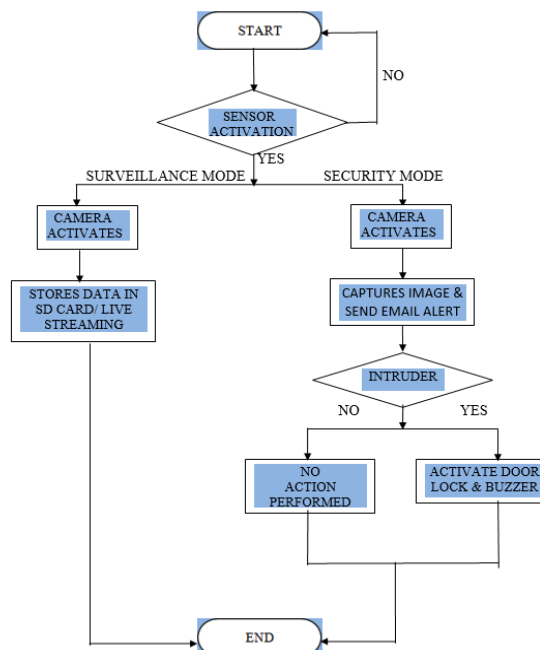 START
NO
SENSOR
ACTIVATION
YES
SURVEILLANCE MODE
SECURITY MODE
CAMERA
ACTIVATES
CAMERA
ACTIVATES
STORES DATA IN
SD CARD/ LIVE
STREAMING
CAPTURES IMAGE &
SEND EMAIL ALERT
INTRUDER
NO
YES
NO
ACTION
PERFORMED
ACTIVATE DOOR
LOCK & BUZZER
END